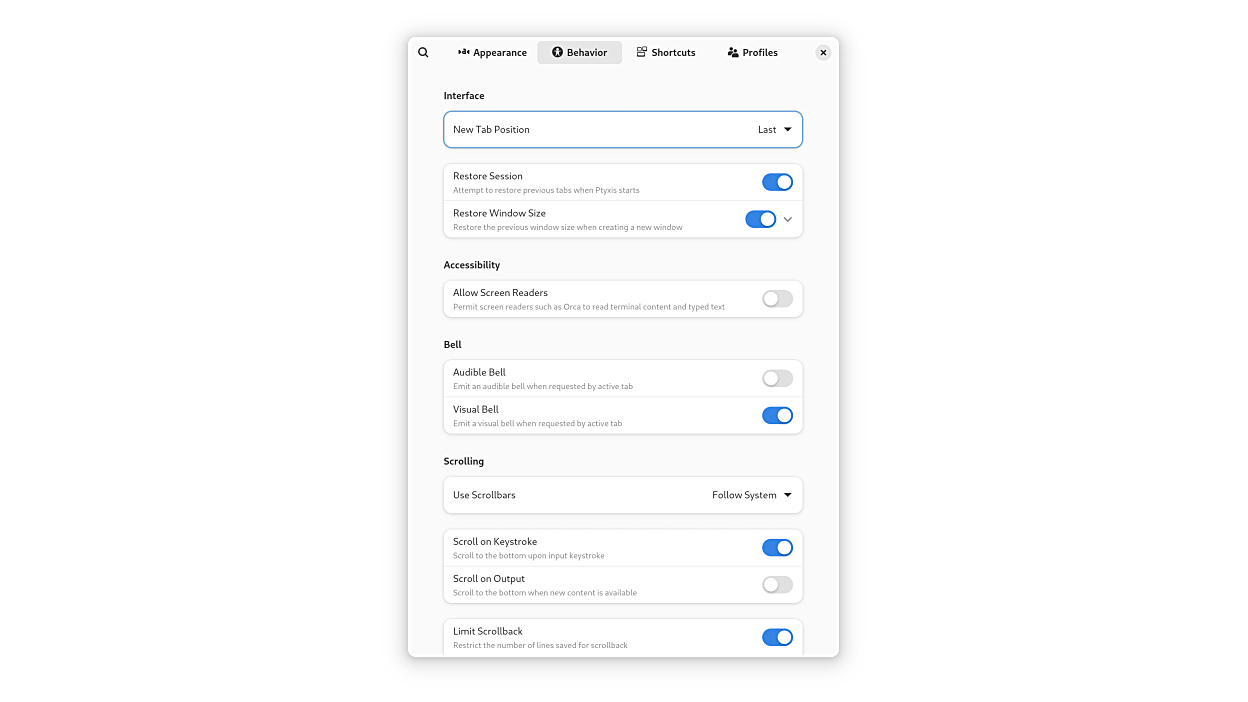 Appearance
Behavior
Shortcuts
Profiles
Interface
New Tab Position
Last
Restore Session
Attempt to restore previous tabs when Ptyxis starts
Restore Window Size
Restore the previous window size when creating a new window
Accessibility
Allow Screen Readers
Permit screen readers such as Orca to read terminal content and typed text
Bell
Audible Bell
Emit an audible bell when requested by active tab
Visual Bell
Emit a visual bell when requested by active tab
Scrolling
Use Scrollbars
Follow System
Scroll on Keystroke
Scroll to the bottom upon input keystroke
Scroll on Output
Scroll to the bottom when new content is available
Limit Scrollback
Restrict the number of lines saved for scrollback